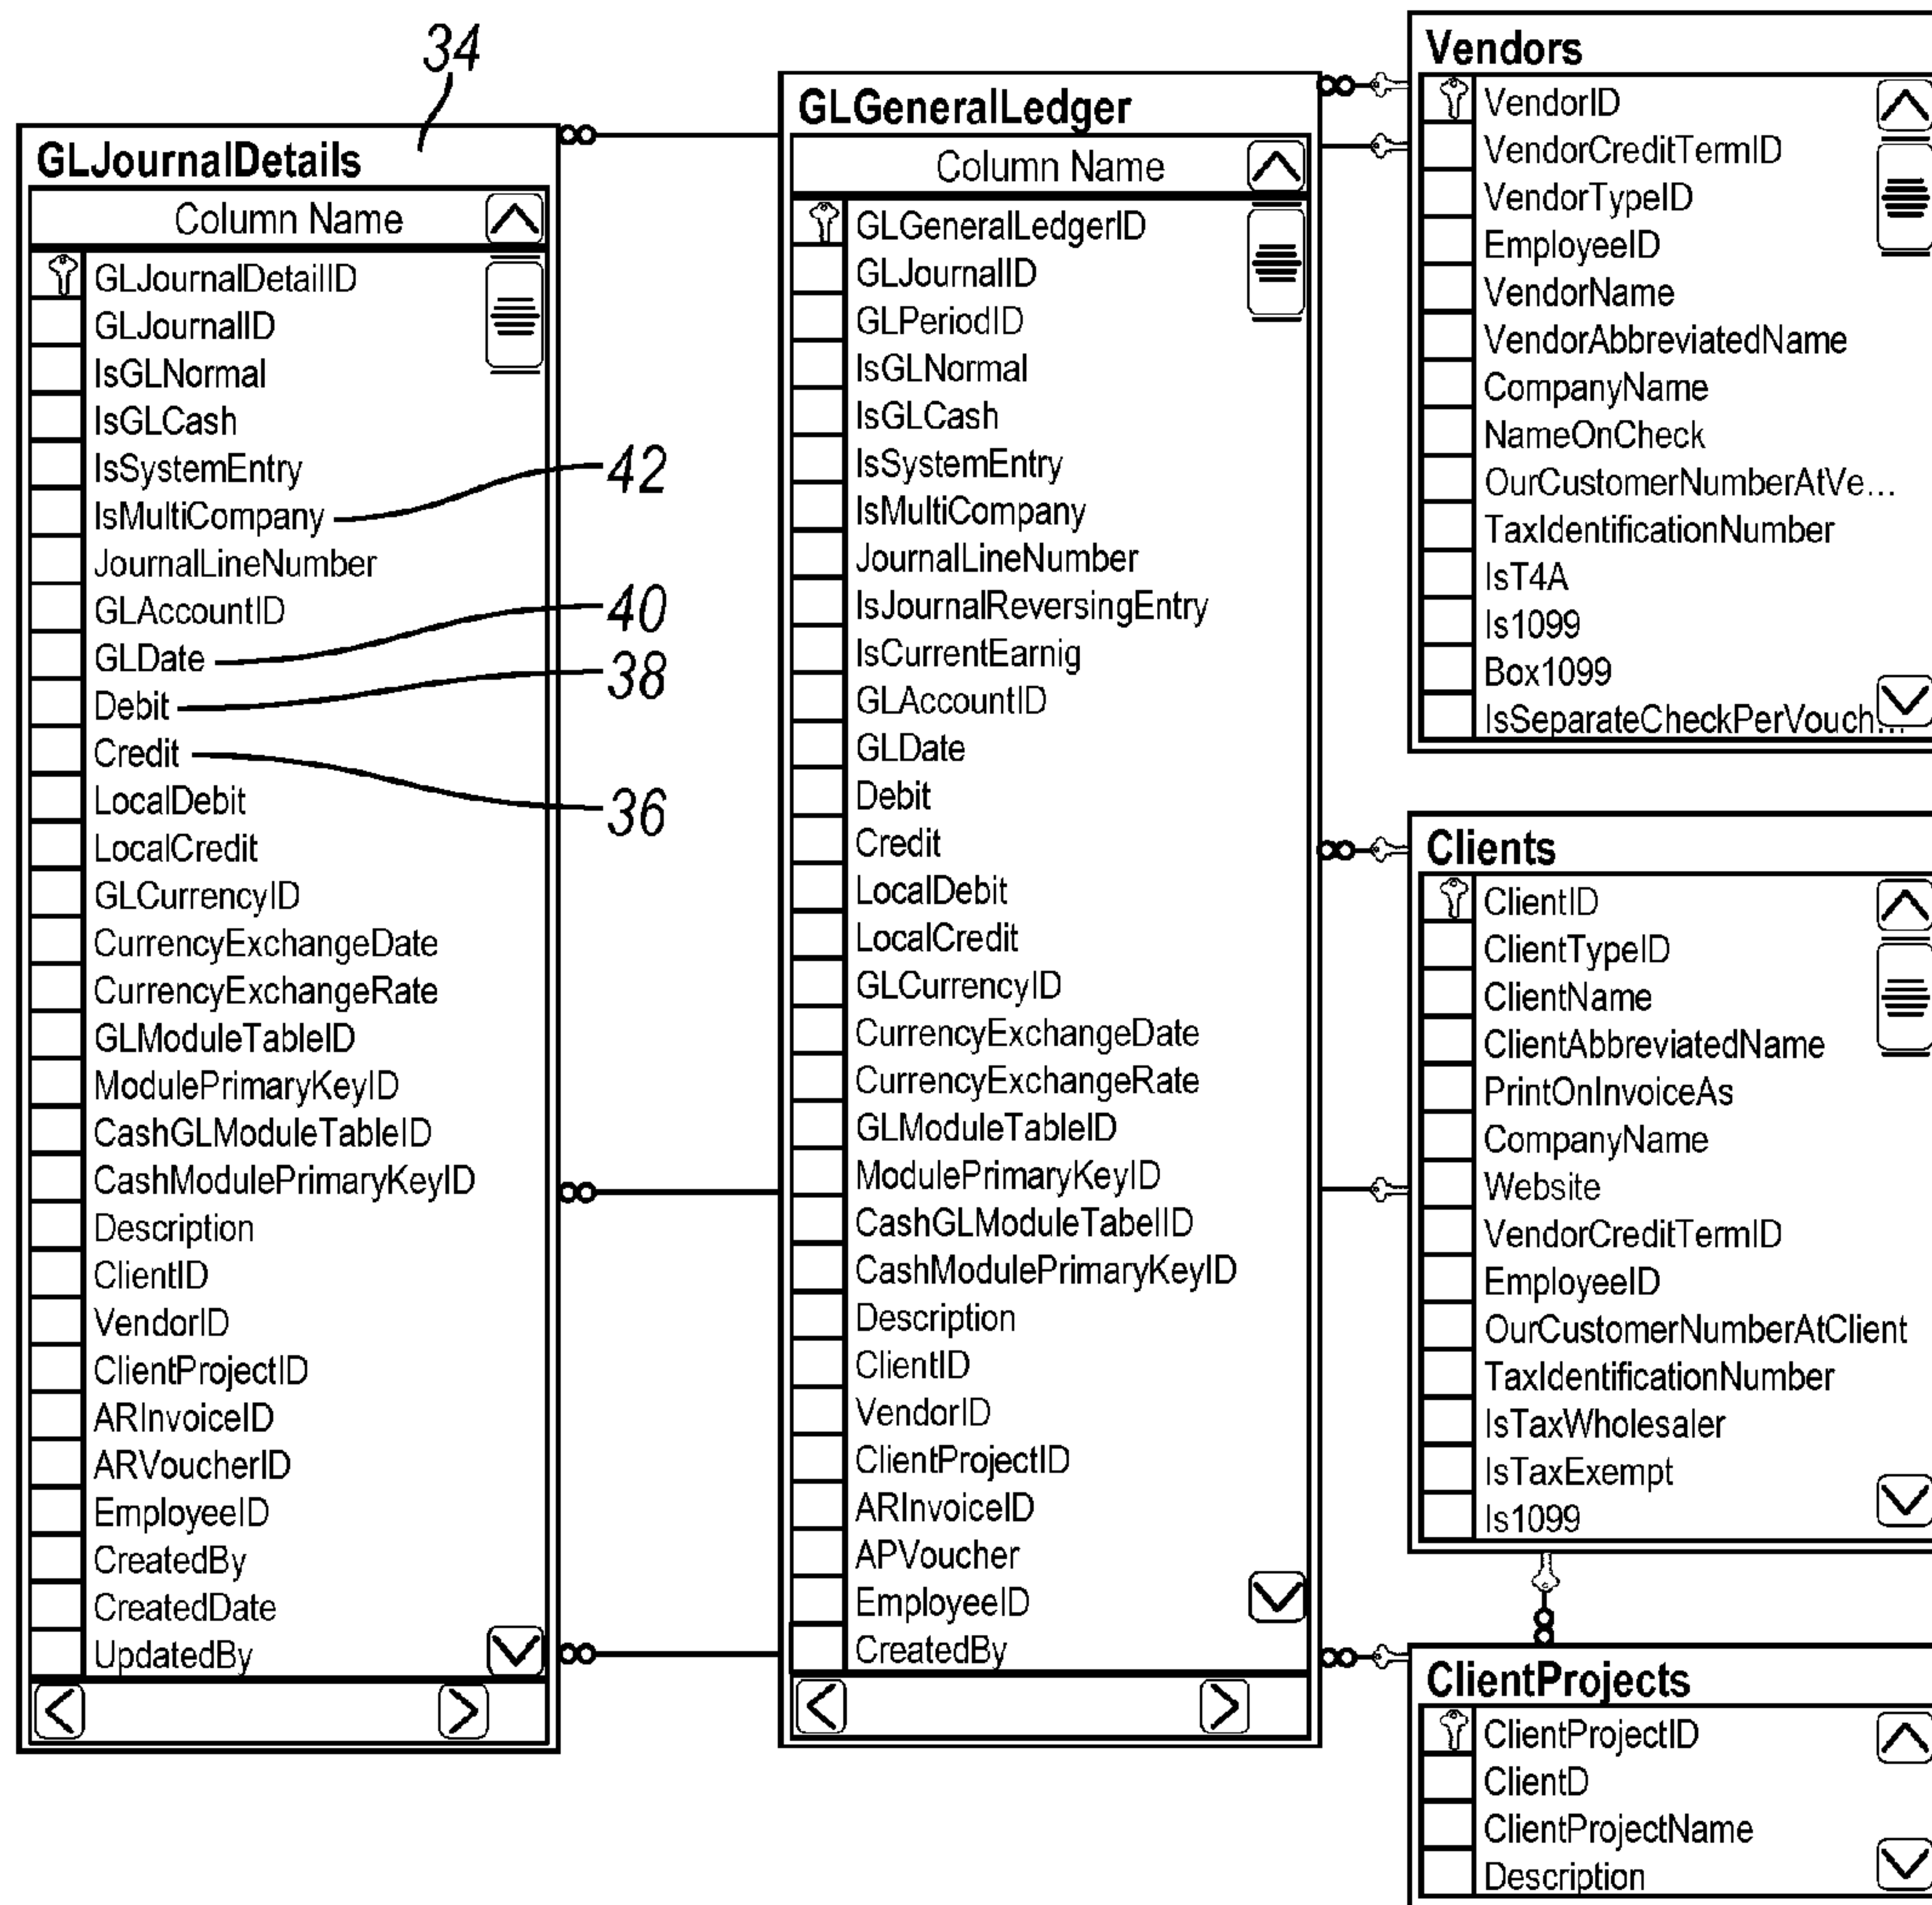 34
GLJournalDetails
Column Name
GLJournalDetailID
GLJournalID
IsGLNormal
IsGLCash
IsSystemEntry
IsMultiCompany
JournalLineNumber
GLAccountID
GLDate
Debit
Credit
LocalDebit
LocalCredit
GLCurrencyID
CurrencyExchangeDate
CurrencyExchangeRate
GLModuleTableID
ModulePrimaryKeyID
CashGLModuleTableID
CashModulePrimaryKeyID
Description
ClientID
VendorID
ClientProjectID
ARInvoiceID
ARVoucherID
EmployeeID
CreatedBy
CreatedDate
UpdatedBy
42
40
38
36
GLGeneralLedger
Column Name
GLGeneralLedgerID
GLJournalID
GLPeriodID
IsGLNormal
IsGLCash
IsSystemEntry
IsMultiCompany
JournalLineNumber
IsJournalReversingEntry
IsCurrentEarnig
GLAccountID
GLDate
Debit
Credit
LocalDebit
LocalCredit
GLCurrencyID
CurrencyExchangeDate
CurrencyExchangeRate
GLModuleTableID
ModulePrimaryKeyID
CashGLModuleTabelID
CashModulePrimaryKeyID
Description
ClientID
VendorID
ClientProjectID
ARInvoiceID
APVoucher
EmployeeID
CreatedBy
Vendors
VendorID
VendorCreditTermID
VendorTypeID
EmployeeID
VendorName
VendorAbbreviatedName
CompanyName
NameOnCheck
OurCustomerNumberAtVe...
TaxIdentificationNumber
IsT4A
Is1099
Box1099
IsSeparateCheckPerVouch...
Clients
ClientID
ClientTypeID
ClientName
ClientAbbreviatedName
PrintOnInvoiceAs
CompanyName
Website
VendorCreditTermID
EmployeeID
OurCustomerNumberAtClient
TaxIdentificationNumber
IsTaxWholesaler
IsTaxExempt
Is1099
ClientProjects
ClientProjectID
ClientD
ClientProjectName
Description